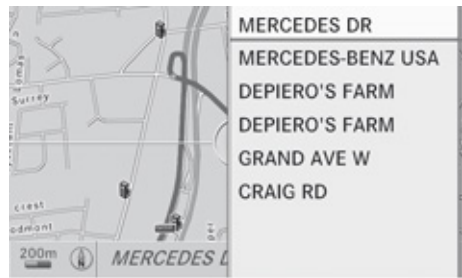 MERCEDES DR
MERCEDES-BENZ USA
DEPIERO'S FARM
DEPIERO'S FARM
GRAND AVE W
CRAIG RD
Surrey
crest
200m
MERCEDES D